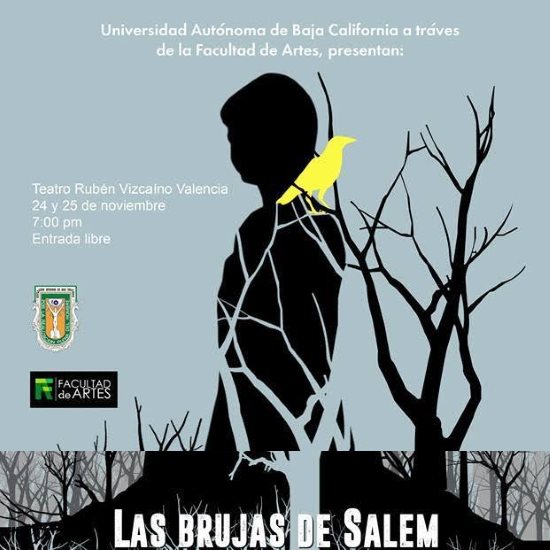 Universidad Autónoma de Baja California a tráves
de la Facultad de Artes, presentan:
Teatro Rubén Vizcaíno Valencia
24 y 25 de noviembre
7:00 pm
Entrada libre
FACULTAD
de ARTES
LAS BRUJAS DE SALEM